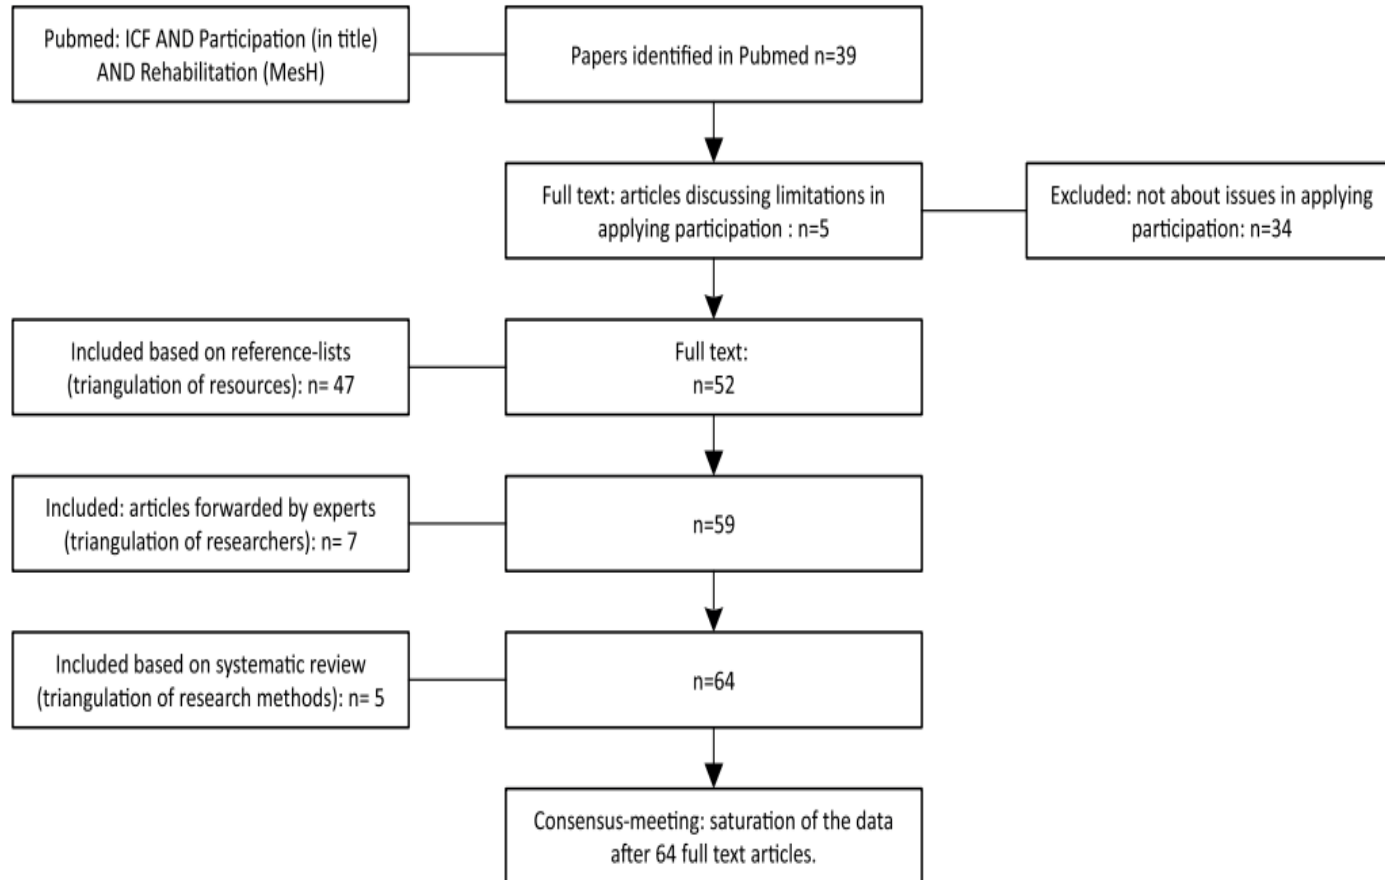 Pubmed: ICF AND Participation (in title)
AND Rehabilitation (MesH)
Papers identified in Pubmed n=39
Full text: articles discussing limitations in
applying participation : n=5
Excluded: not about issues in applying
participation: n=34
Included based on reference-lists
(triangulation of resources): n= 47
Full text:
n=52
Included: articles forwarded by experts
(triangulation of researchers): n= 7
n=59
Included based on systematic review
(triangulation of research methods): n= 5
n=64
Consensus-meeting: saturation of the data
after 64 full text articles.